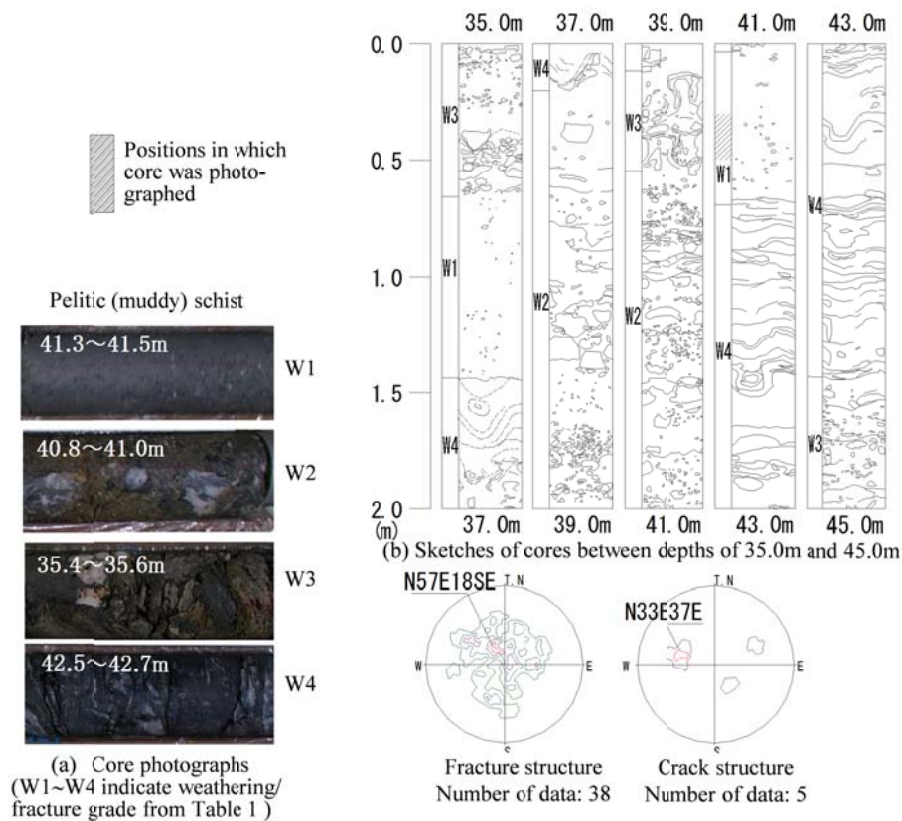 35.0m 37.0m 39.0m 41.0m 43.0m
0.0
0.5
1.0
1.5
2.0
(m)
W3
W1
W4
W4
W2
W3
W2
W1
W4
W4
W3
37.0m 39.0m 41.0m 43.0m 45.0m
(b) Sketches of cores between depths of 35.0m and 45.0m
Positions in which
core was photo-
graphed
Pelitic (muddy) schist
41.3～41.5m W1
40.8～41.0m W2
35.4～35.6m W3
42.5～42.7m W4
(a) Core photographs
(W1~W4 indicate weathering/
fracture grade from Table 1 )
N57E18SE
T.N
W E
S
Fracture structure
Number of data: 38
N33E37E
T.N
W E
S
Crack structure
Number of data: 5